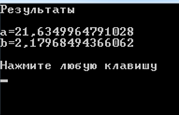 Результаты
a=21,6349964791028
b=2,17968494366062
Нажмите любую клавишу